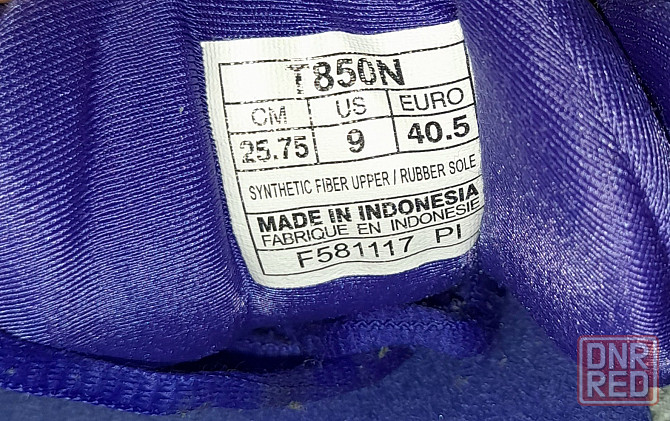 T850N
CM US EURO
25.75 9 40.5
SYNTHETIC FIBER UPPER / RUBBER SOLE
MADE IN INDONESIA
FABRIQUE EN INDONESIE
F581117 PI
DNR
RED